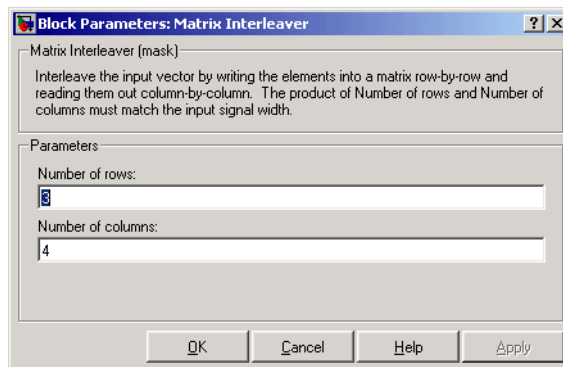 Block Parameters: Matrix Interleaver
Matrix Interleaver (mask)
Interleave the input vector by writing the elements into a matrix row-by-row and
reading them out column-by-column. The product of Number of rows and Number of
columns must match the input signal width.
Parameters
Number of rows:
3
Number of columns:
4
OK Cancel Help Apply